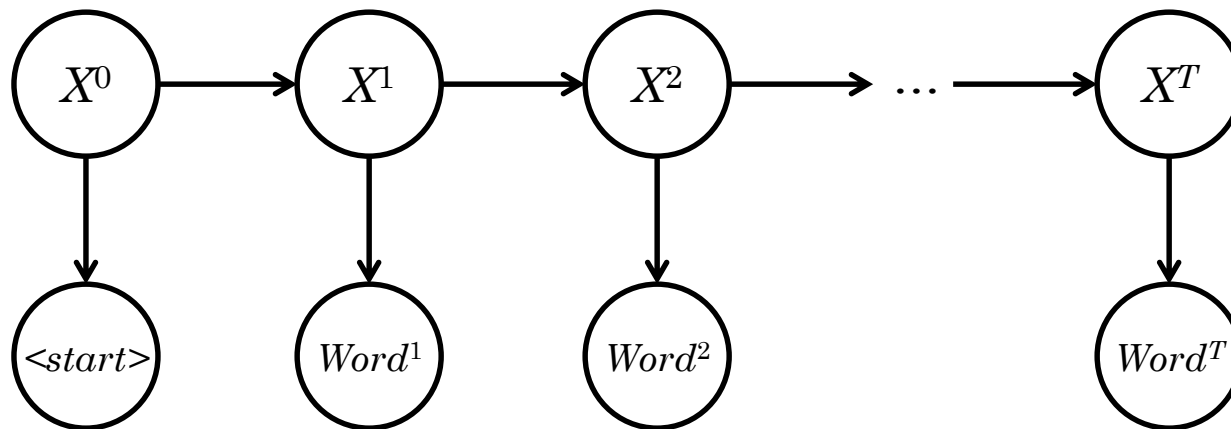 X⁰ X¹ X² ... Xᵀ
<start> Word¹ Word² Wordᵀ